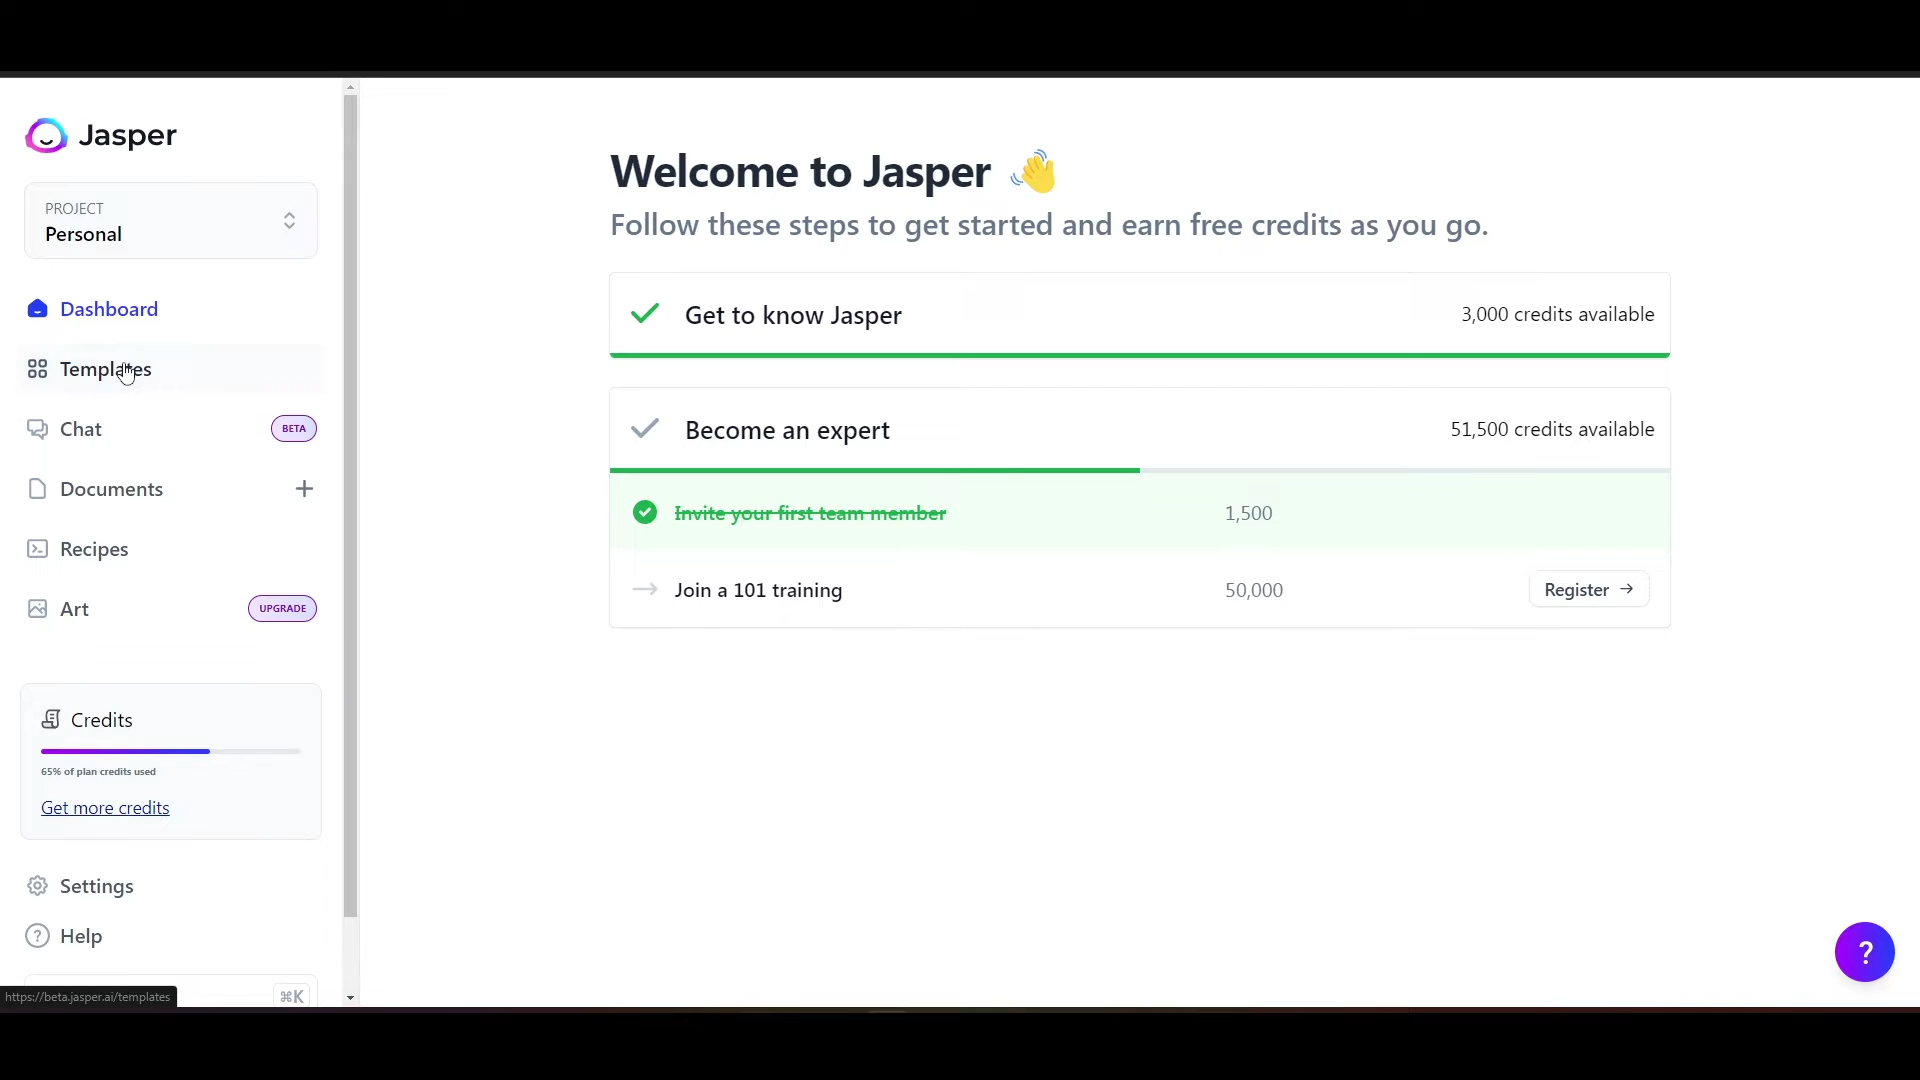 Jasper
PROJECT
Personal
Dashboard
Templates
Chat
BETA
Documents
Recipes
Art
UPGRADE
Credits
65% of plan credits used
Get more credits
Settings
Help
⌘K
https://beta.jasper.ai/templates
Welcome to Jasper 👋
Follow these steps to get started and earn free credits as you go.
Get to know Jasper
3,000 credits available
Become an expert
51,500 credits available
Invite your first team member
1,500
Join a 101 training
50,000
Register →
?